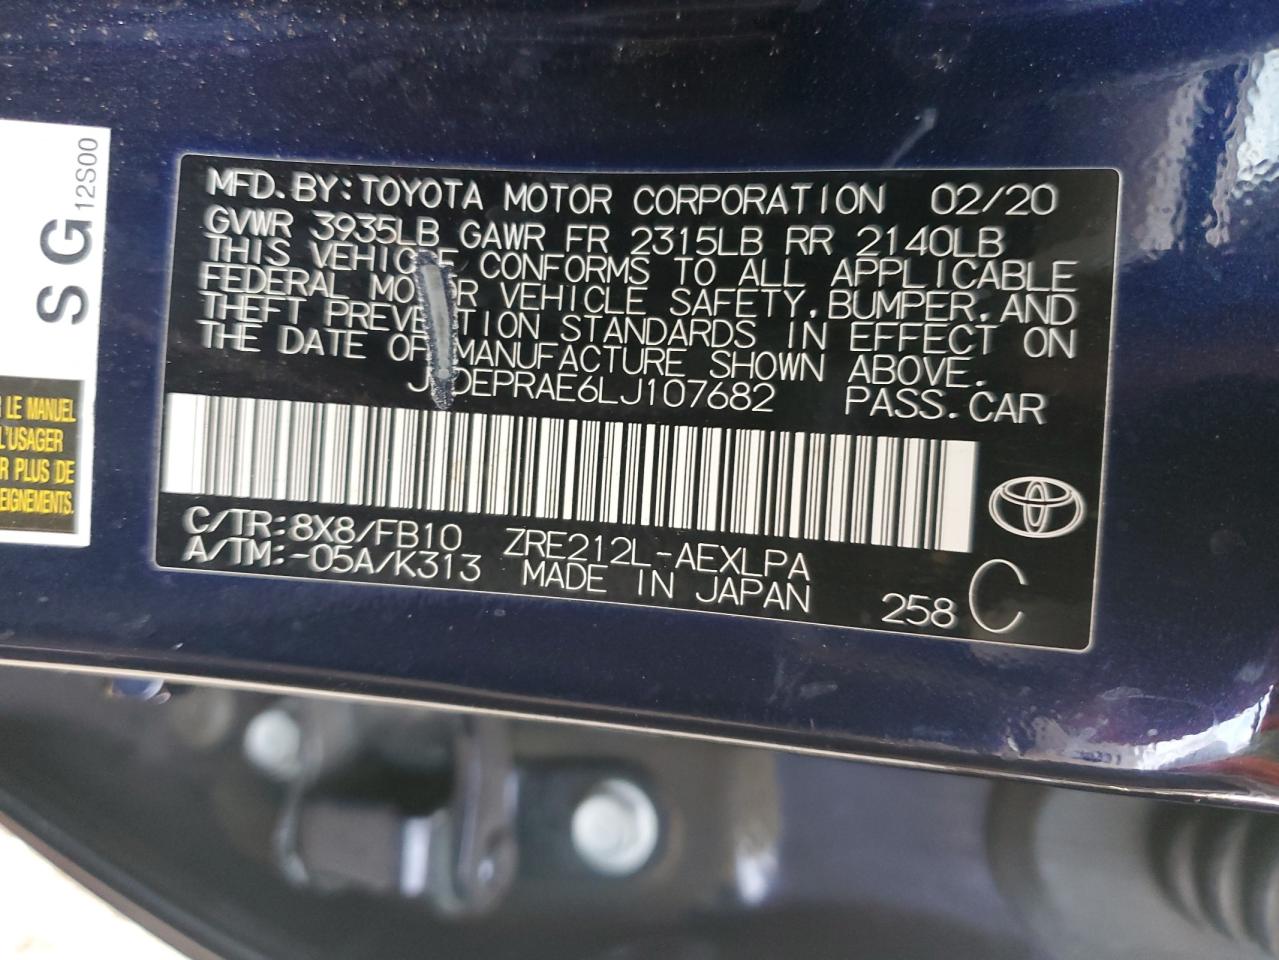 MFD.BY:TOYOTA MOTOR CORPORATION 02/20
GVWR 3935LB GAWR FR 2315LB RR 2140LB
THIS VEHICLE CONFORMS TO ALL APPLICABLE
FEDERAL MOTOR VEHICLE SAFETY, BUMPER, AND
THEFT PREVENTION STANDARDS IN EFFECT ON
THE DATE OF MANUFACTURE SHOWN ABOVE.
PASS.CAR
C/TR:8X8/FB10 ZRE212L-AEXLPA
A/TM:-05A/K313 MADE IN JAPAN 258 C
SG 12S00
LE MANUEL
L'USAGER
PLUS DE